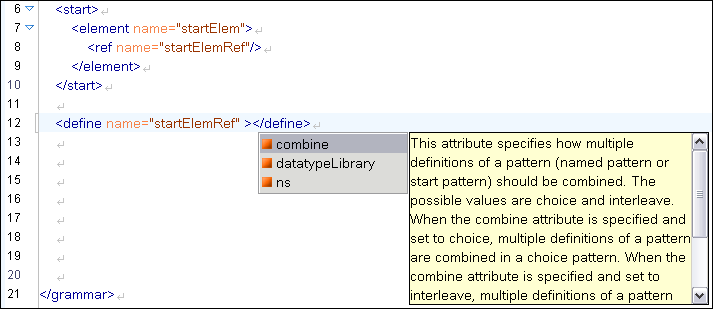 6 <start>
7 <element name="startElem">
8 <ref name="startElemRef"/>
9 </element>
10 </start>
11
12 <define name="startElemRef" ></define>
13
14
15
16
17
18
19
20
21 </grammar>
combine
datatypeLibrary
ns
This attribute specifies how multiple
definitions of a pattern (named pattern or
start pattern) should be combined. The
possible values are choice and interleave.
When the combine attribute is specified and
set to choice, multiple definitions of a pattern
are combined in a choice pattern. When the
combine attribute is specified and set to
interleave, multiple definitions of a pattern